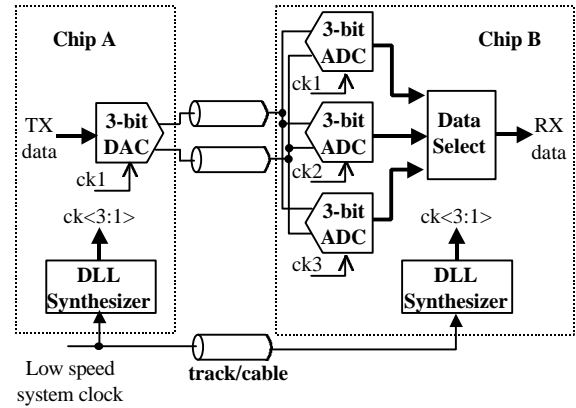 Chip A
TX
data
3-bit
DAC
ck1
ck<3:1>
DLL
Synthesizer
Low speed
system clock
track/cable
Chip B
3-bit
ADC
ck1
3-bit
ADC
ck2
3-bit
ADC
ck3
Data
Select
RX
data
ck<3:1>
DLL
Synthesizer